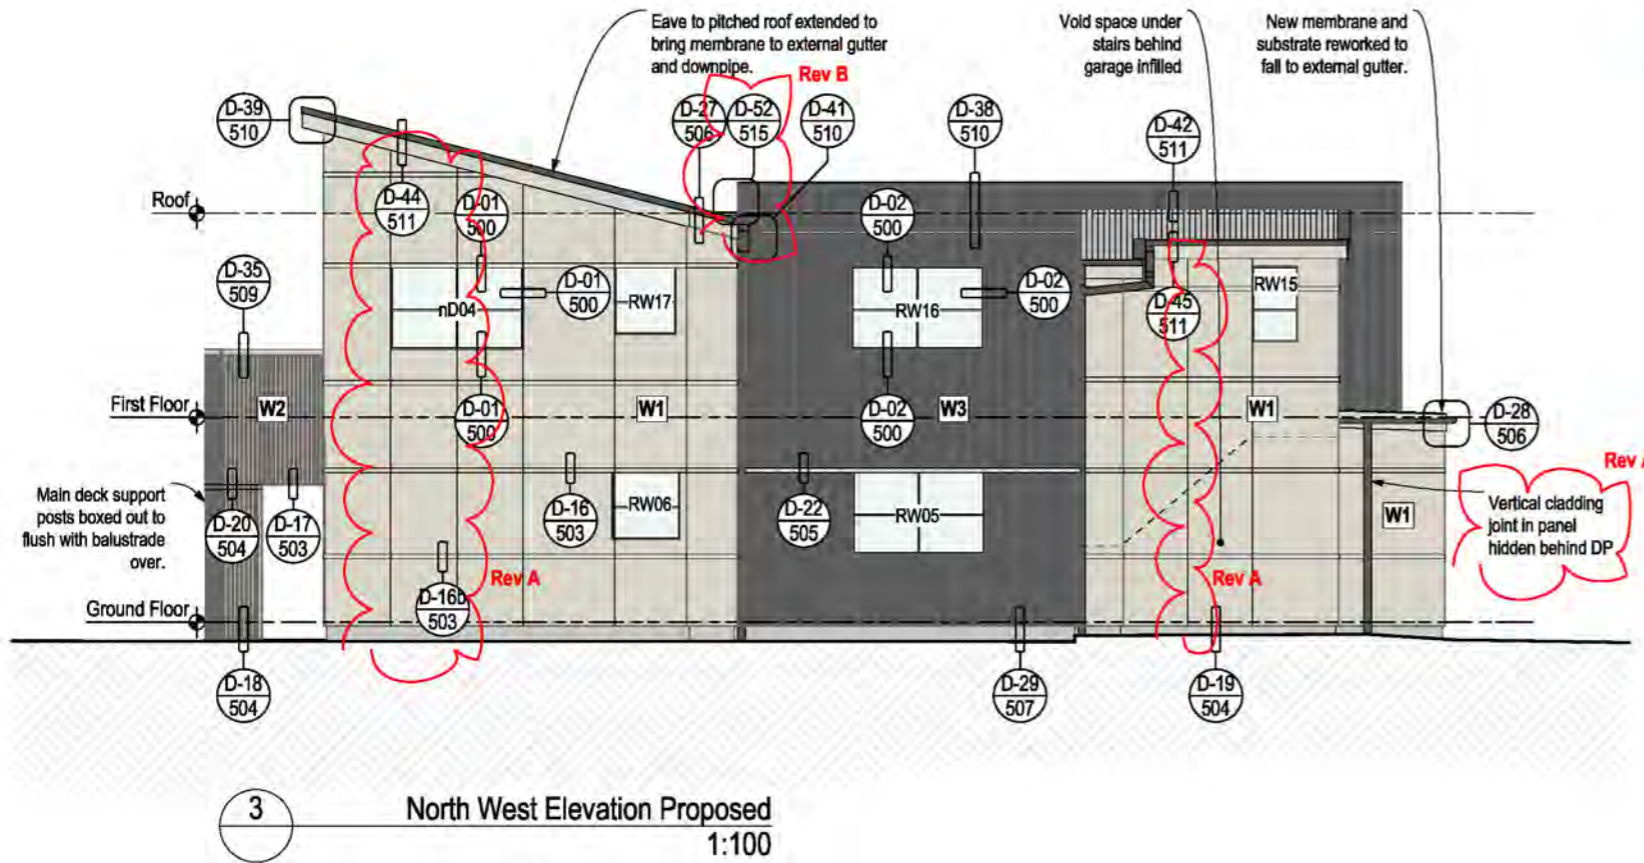 Eave to pitched roof extended to
bring membrane to external gutter
and downpipe.
Rev B
Void space under
stairs behind
garage infilled
New membrane and
substrate reworked to
fall to external gutter.
D-39
510
D-27
506
D-52
515
D-41
510
D-38
510
D-42
511
Roof
D-44
511
D-01
500
D-02
500
D-35
509
D-01
500
RW17
nD04
RW16
D-02
500
D-45
511
RW15
First Floor
W2
D-01
500
W1
D-02
500
W3
W1
D-28
506
Main deck support
posts boxed out to
flush with balustrade
over.
D-20
504
D-17
503
D-16
503
RW06
D-22
505
RW05
W1
Rev A
Vertical cladding
joint in panel
hidden behind DP
Ground Floor
D-16b
503
Rev A
Rev A
D-18
504
D-29
507
D-19
504
3
North West Elevation Proposed
1:100